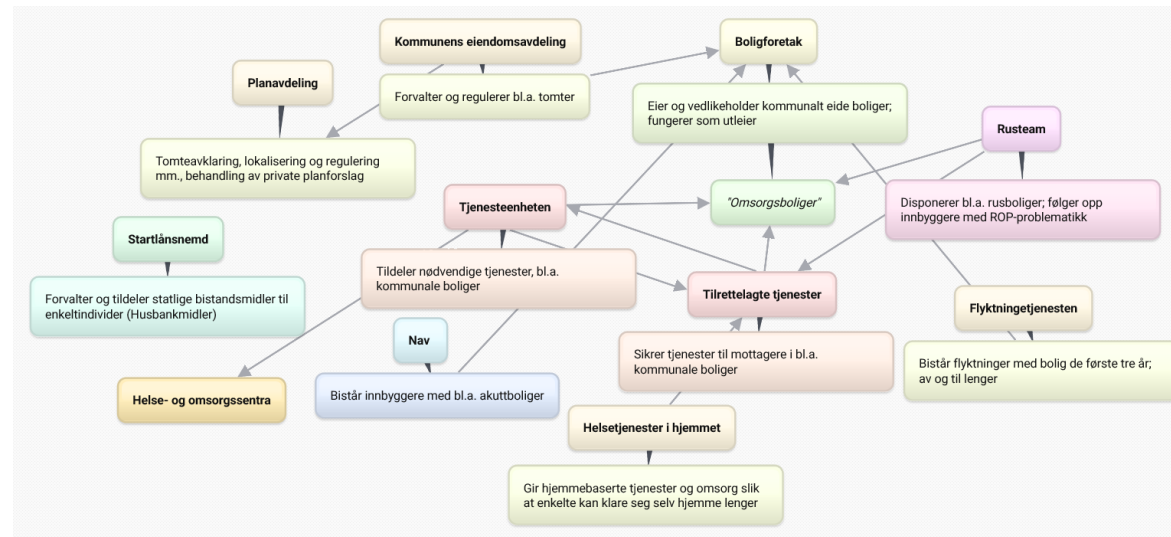 Kommunens eiendomsavdeling
Forvalter og regulerer bl.a. tomter
Boligforetak
Eier og vedlikeholder kommunalt eide boliger;
fungerer som utleier
Planavdeling
Tomteavklaring, lokalisering og regulering
mm., behandling av private planforslag
Rusteam
Disponerer bl.a. rusboliger; følger opp
innbyggere med ROP-problematikk
Tjenesteenheten
Tildeler nødvendige tjenester, bl.a.
kommunale boliger
"Omsorgsboliger"
Startlånsnemd
Forvalter og tildeler statlige bistandsmidler til
enkeltindivider (Husbankmidler)
Tilrettelagte tjenester
Sikrer tjenester til mottagere i bl.a.
kommunale boliger
Flyktningetjenesten
Bistår flyktninger med bolig de første tre år;
av og til lenger
Nav
Bistår innbyggere med bl.a. akuttboliger
Helse- og omsorgssentra
Helsetjenester i hjemmet
Gir hjemmebaserte tjenester og omsorg slik
at enkelte kan klare seg selv hjemme lenger